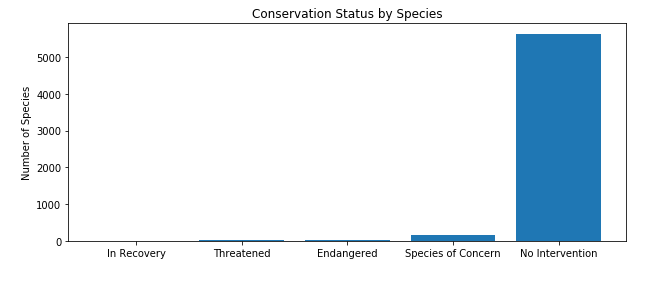 Conservation Status by Species
Number of Species
5000
4000
3000
2000
1000
0
In Recovery Threatened Endangered Species of Concern No Intervention